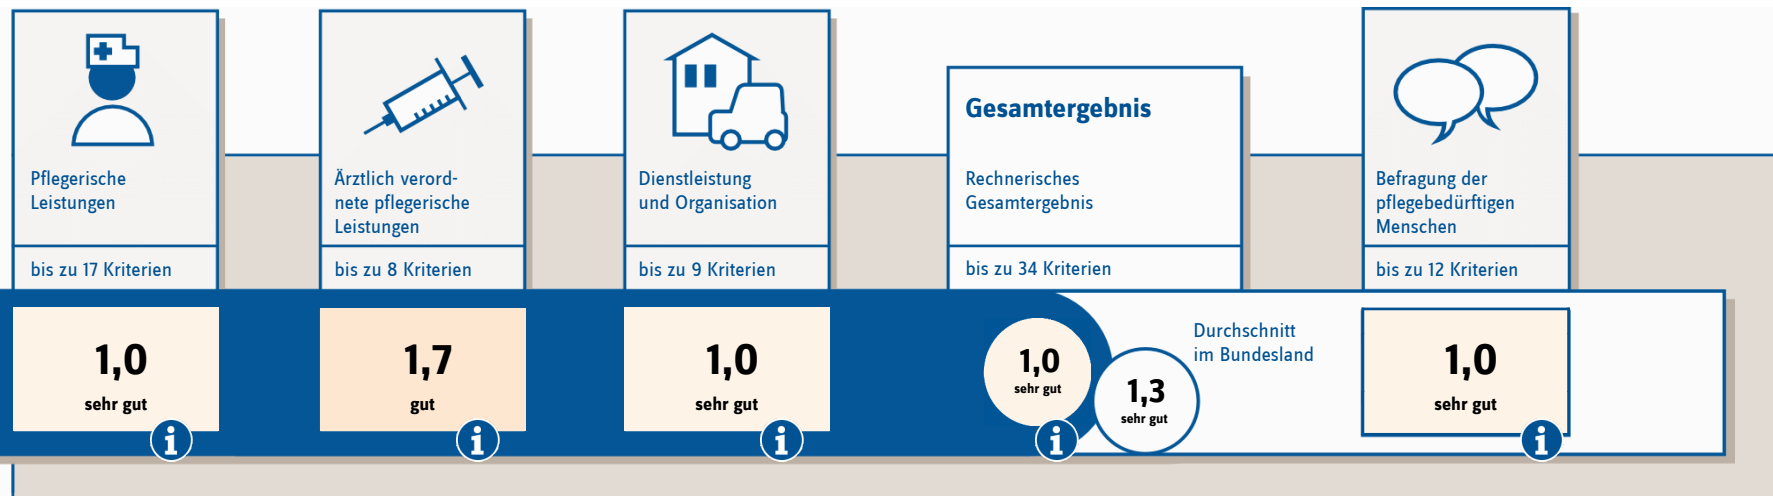 Pflegerische
Leistungen
bis zu 17 Kriterien
1,0
sehr gut
i
Ärztlich verord-
nete pflegerische
Leistungen
bis zu 8 Kriterien
1,7
gut
i
Dienstleistung
und Organisation
bis zu 9 Kriterien
1,0
sehr gut
i
Gesamtergebnis
Rechnerisches
Gesamtergebnis
bis zu 34 Kriterien
1,0
sehr gut
i
1,3
sehr gut
Durchschnitt
im Bundesland
Befragung der
pflegebedürftigen
Menschen
bis zu 12 Kriterien
1,0
sehr gut
i